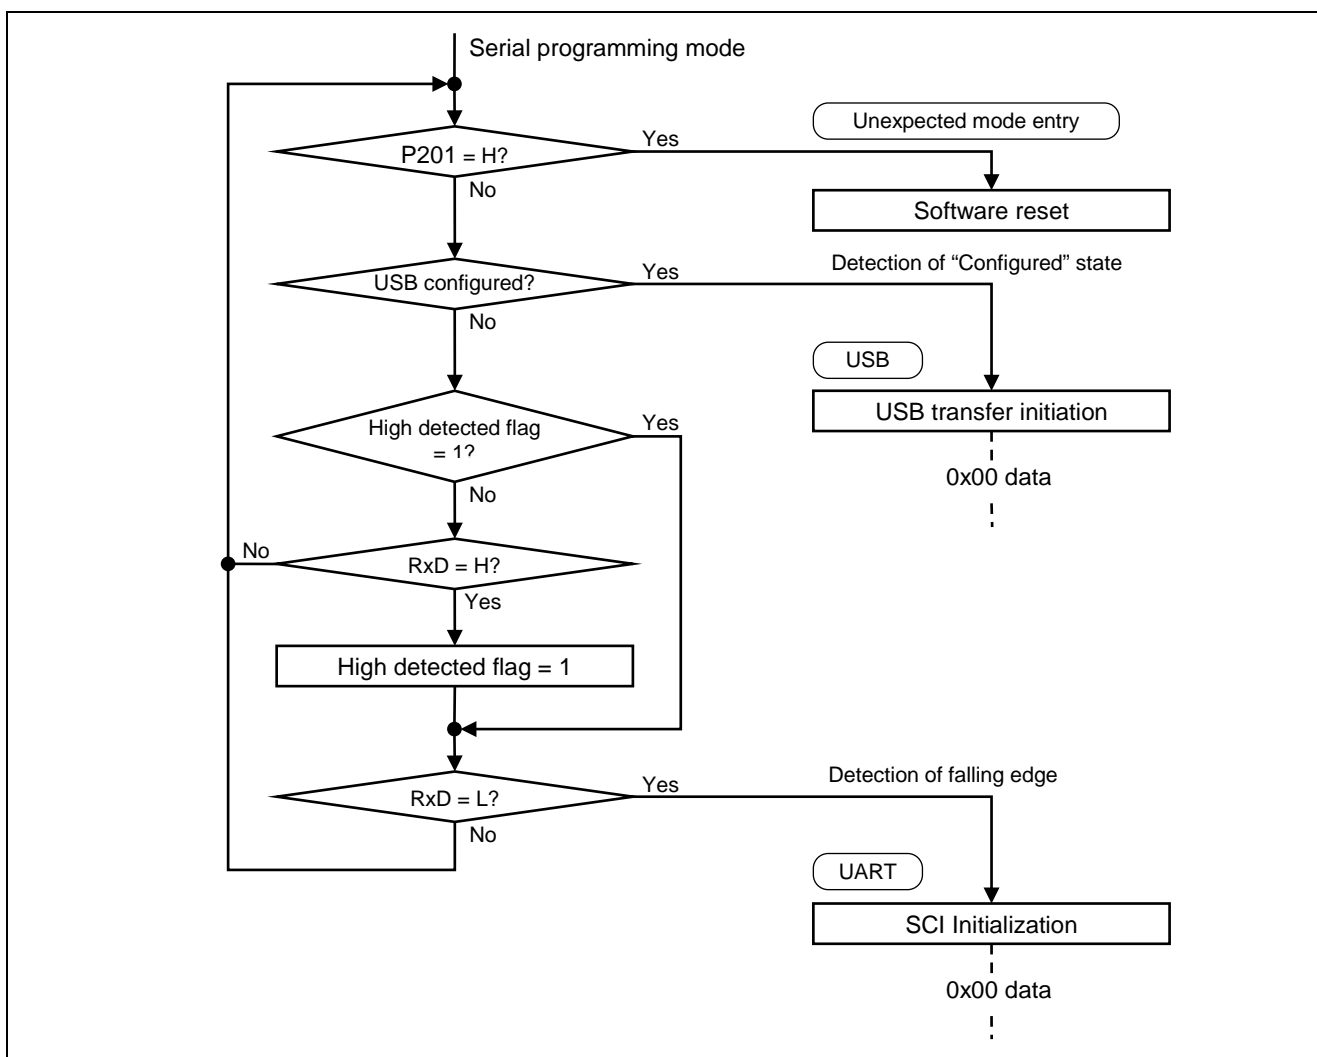 Serial programming mode
Unexpected mode entry
P201 = H?
Yes
No
Software reset
USB configured?
Yes
Detection of “Configured” state
No
USB
USB transfer initiation
0x00 data
High detected flag
= 1?
Yes
No
RxD = H?
No
Yes
High detected flag = 1
RxD = L?
Yes
Detection of falling edge
No
UART
SCI Initialization
0x00 data